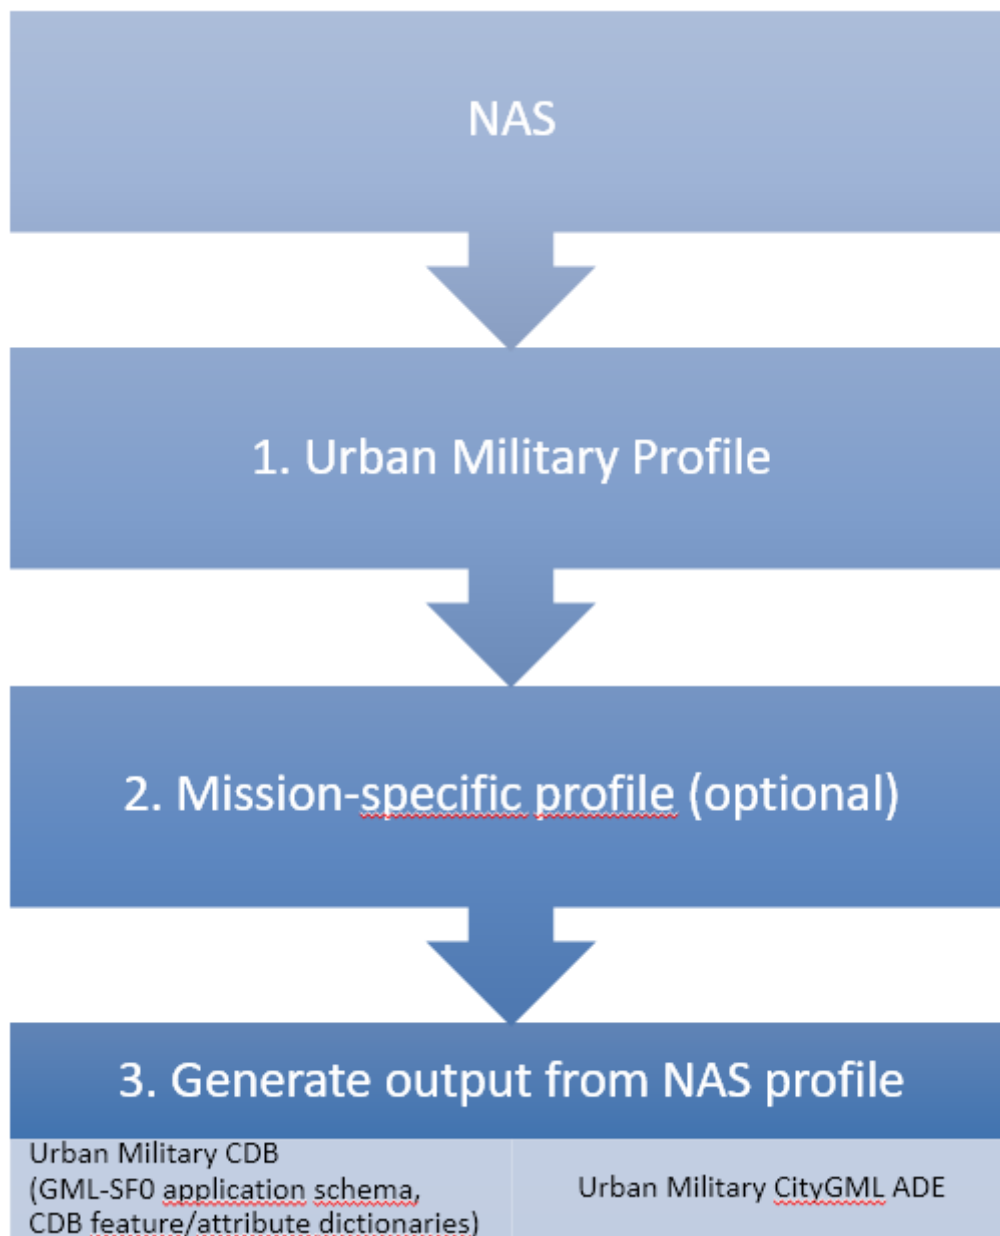 NAS
1. Urban Military Profile
2. Mission-specific profile (optional)
3. Generate output from NAS profile
Urban Military CDB
(GML-SF0 application schema,
CDB feature/attribute dictionaries)
Urban Military CityGML ADE